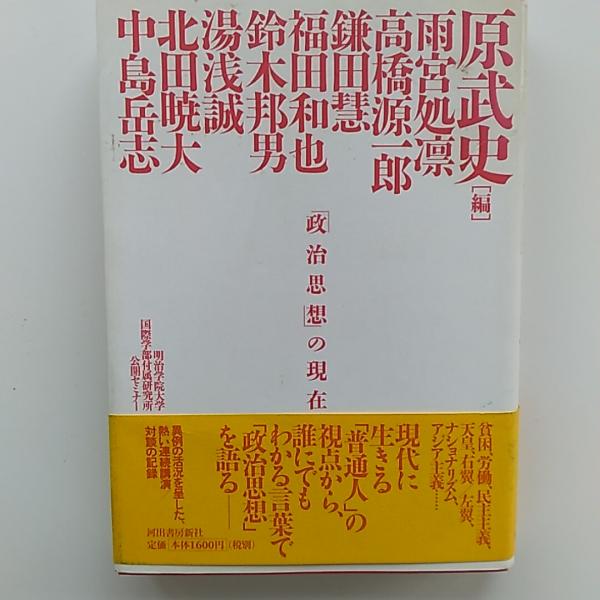 原武史[編]
雨宮処凛
高橋源一郎
鎌田慧
福田和也
鈴木邦男
湯浅誠
北田暁大
中島岳志
「政治思想」の現在
明治学院大学
国際学部付属研究所
公開セミナー
貧困、労働、民主主義、
天皇、右翼、左翼、
ナショナリズム、
アジア主義……
現代に
生きる
「普通人」の
視点から、
誰にでも
わかる言葉で
「政治思想」
を語る――
異例の活況を呈した、
熱い連続講演
対談の記録
河出書房新社
定価 本体1600円(税別)